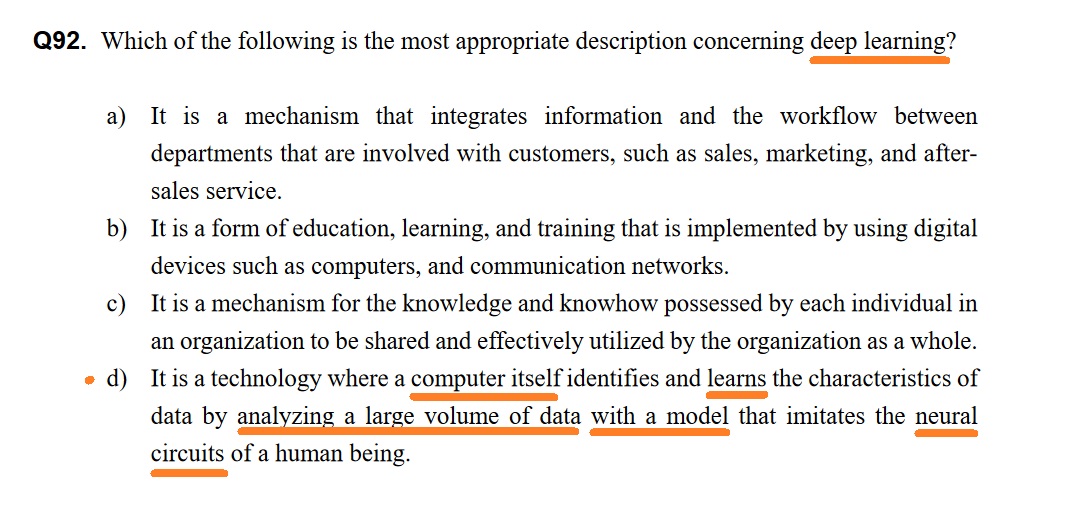 Q92. Which of the following is the most appropriate description concerning deep learning?
a) It is a mechanism that integrates information and the workflow between
departments that are involved with customers, such as sales, marketing, and after-
sales service.
b) It is a form of education, learning, and training that is implemented by using digital
devices such as computers, and communication networks.
c) It is a mechanism for the knowledge and knowhow possessed by each individual in
an organization to be shared and effectively utilized by the organization as a whole.
d) It is a technology where a computer itself identifies and learns the characteristics of
data by analyzing a large volume of data with a model that imitates the neural
circuits of a human being.